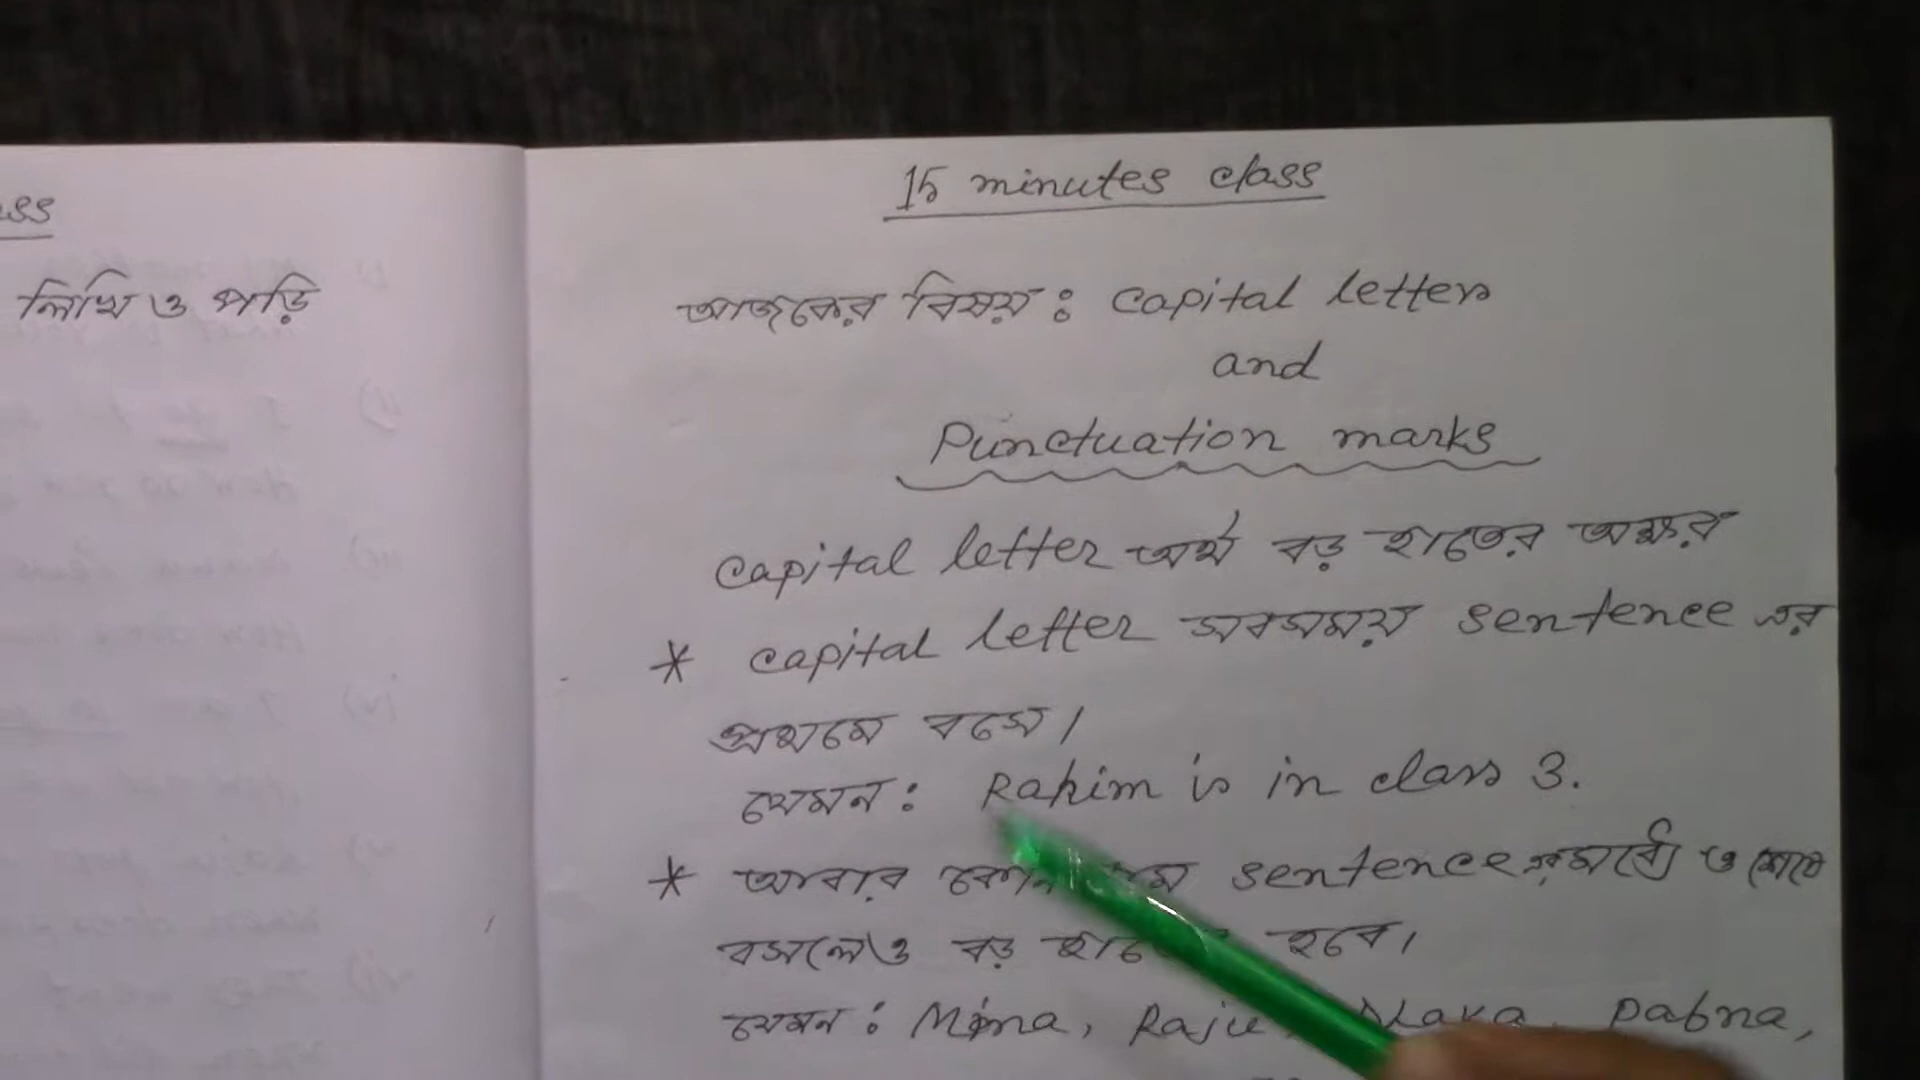 ss
লিখি ও পড়ি
15 minutes class
আজকের বিষয় : Capital letters
and
Punctuation marks
Capital letter অর্থ বড় হাতের অক্ষর
* Capital letter সবসময় sentence এর
প্রথমে বসে।
যেমন : Rahim is in class 3.
* আবার কোন নাম sentence এর মধ্যে ও শেষে
বসলেও বড় হাতের হবে।
যেমন : Mina, Raju, Dhaka, Pabna,